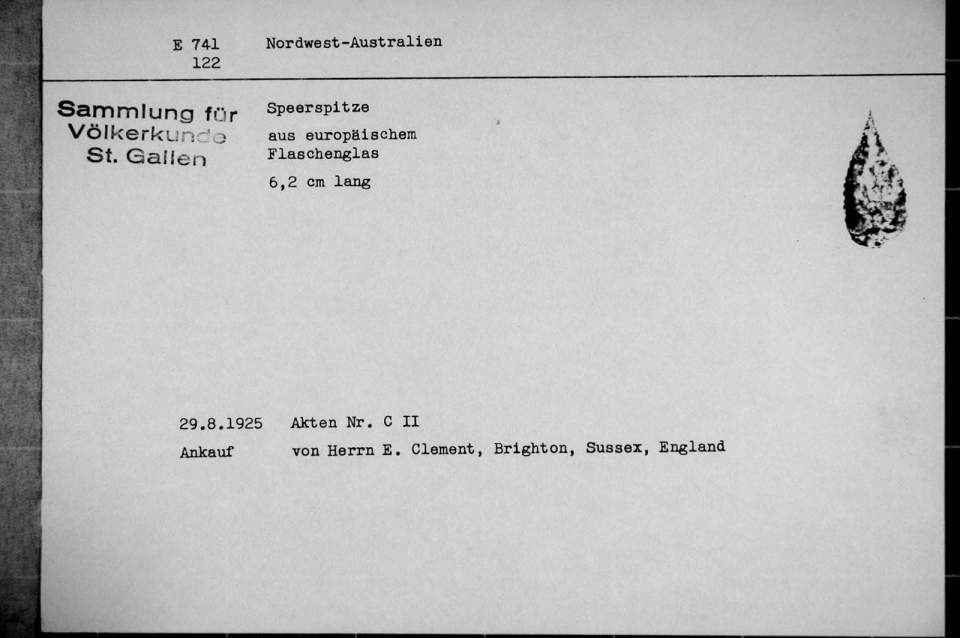 E 741 Nordwest-Australien
122
Sammlung für
Völkerkunde
St. Gallen
Speerspitze
aus europäischem
Flaschenglas
6,2 cm lang
29.8.1925 Akten Nr. C II
Ankauf von Herrn E. Clement, Brighton, Sussex, England